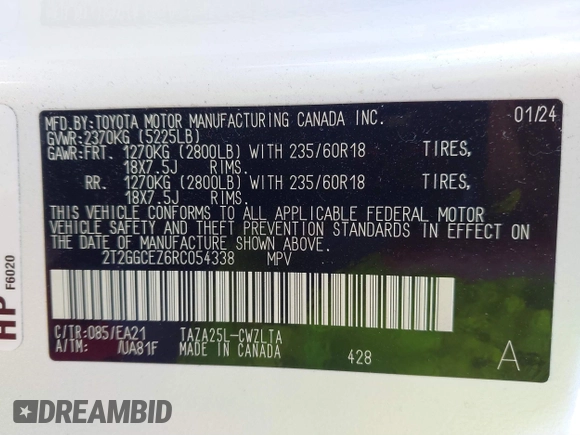 MFD.BY:TOYOTA MOTOR MANUFACTURING CANADA INC. 01/24
GVWR:2370KG (5225LB)
GAWR:FRT. 1270KG (2800LB) WITH 235/60R18 TIRES,
18X7.5J RIMS.
RR. 1270KG (2800LB) WITH 235/60R18 TIRES,
18X7.5J RIMS.
THIS VEHICLE CONFORMS TO ALL APPLICABLE FEDERAL MOTOR
VEHICLE SAFETY AND THEFT PREVENTION STANDARDS IN EFFECT
ON THE DATE OF MANUFACTURE SHOWN ABOVE.
2T2GGCEZ6RC054338 MPV
C/TR:085/EA21 TAZA25L-CWZLTA
A/TM: /UA81F MADE IN CANADA 428 A
HP F6020
DREAMBID